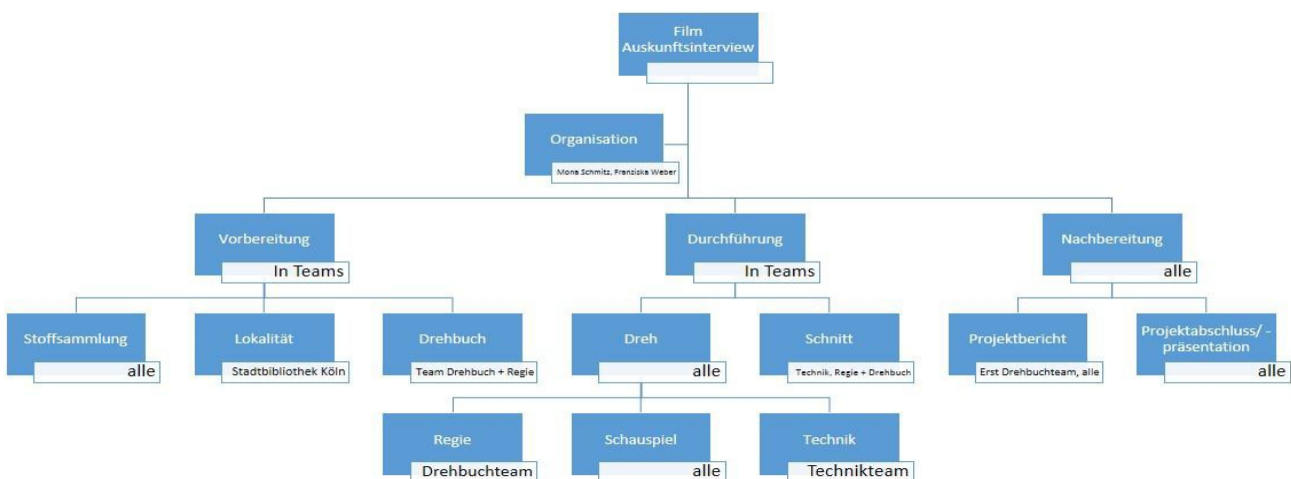 Film
Auskunftsinterview
Organisation
Mona Schmitz, Franziska Weber
Vorbereitung
In Teams
Durchführung
In Teams
Nachbereitung
alle
Stoffsammlung
alle
Lokalität
Stadtbibliothek Köln
Drehbuch
Team Drehbuch + Regie
Dreh
alle
Schnitt
Technik, Regie + Drehbuch
Projektbericht
Erst Drehbuchteam, alle
Projektabschluss/ -
präsentation
alle
Regie
Drehbuchteam
Schauspiel
alle
Technik
Technikteam